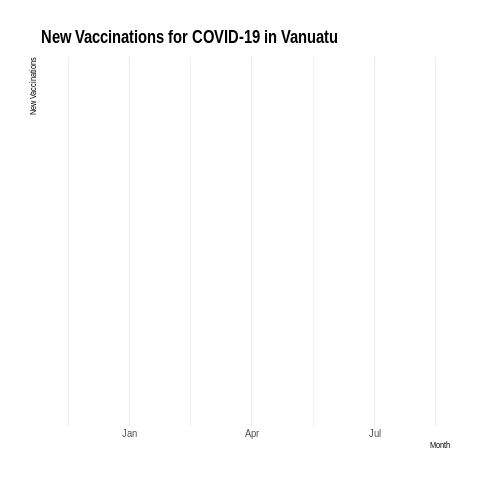 New Vaccinations for COVID-19 in Vanuatu
New Vaccinations
Jan Apr Jul
Month